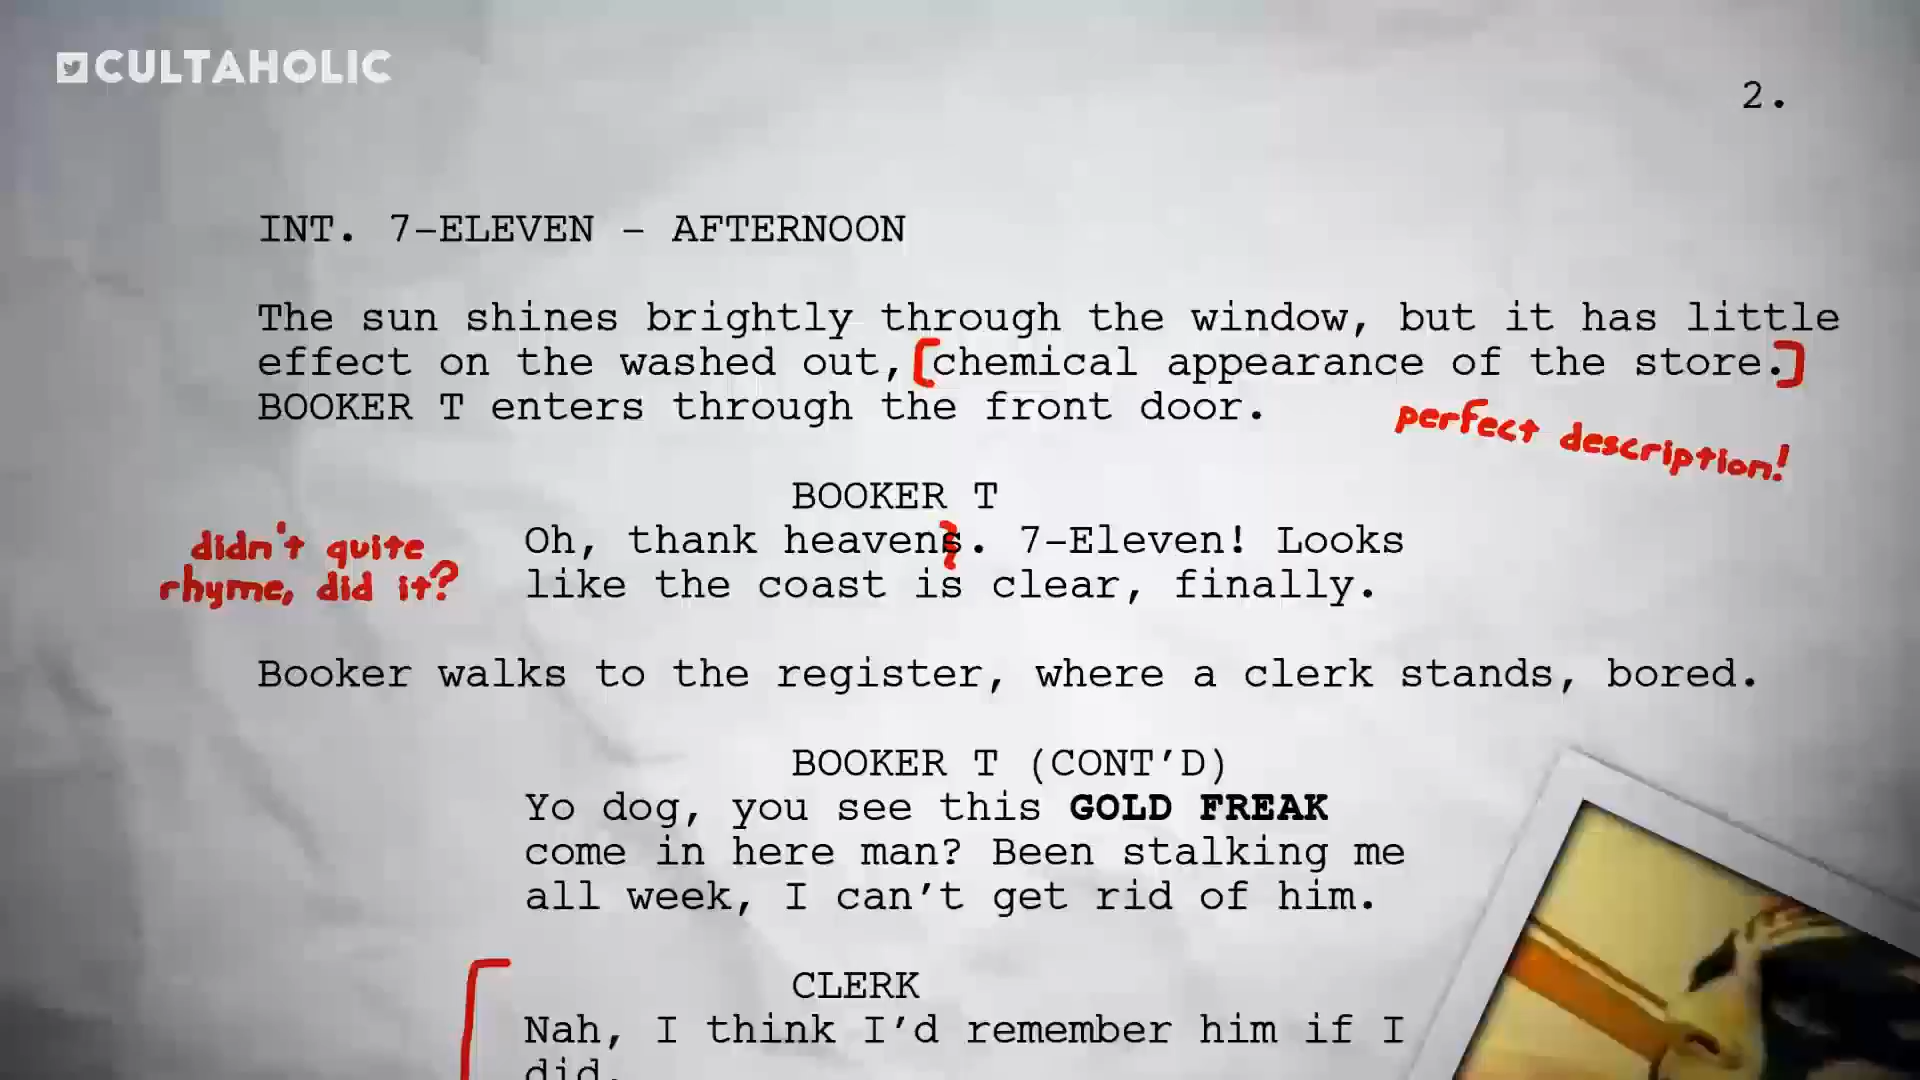 CULTAHOLIC
2.
INT. 7-ELEVEN - AFTERNOON
The sun shines brightly through the window, but it has little
effect on the washed out, [chemical appearance of the store.]
BOOKER T enters through the front door.
perfect description!
BOOKER T
didn't quite
rhyme, did it?
Oh, thank heavens. 7-Eleven! Looks
like the coast is clear, finally.
Booker walks to the register, where a clerk stands, bored.
BOOKER T (CONT'D)
Yo dog, you see this GOLD FREAK
come in here man? Been stalking me
all week, I can't get rid of him.
CLERK
Nah, I think I'd remember him if I
did.